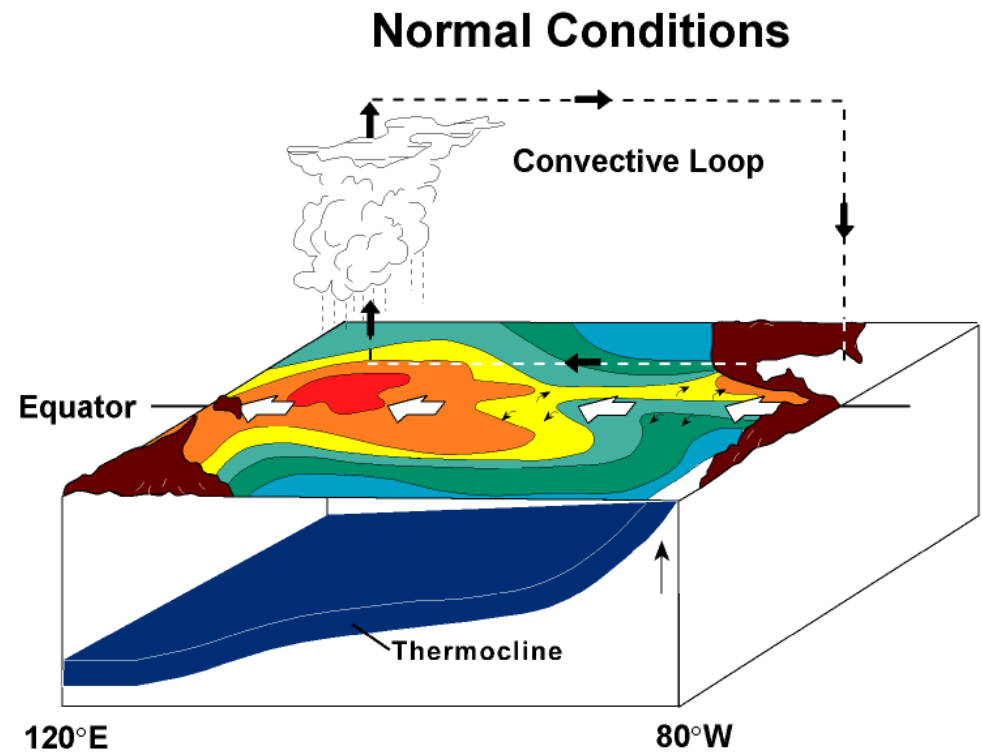 Normal Conditions
Convective Loop
Equator
Thermocline
120°E
80°W